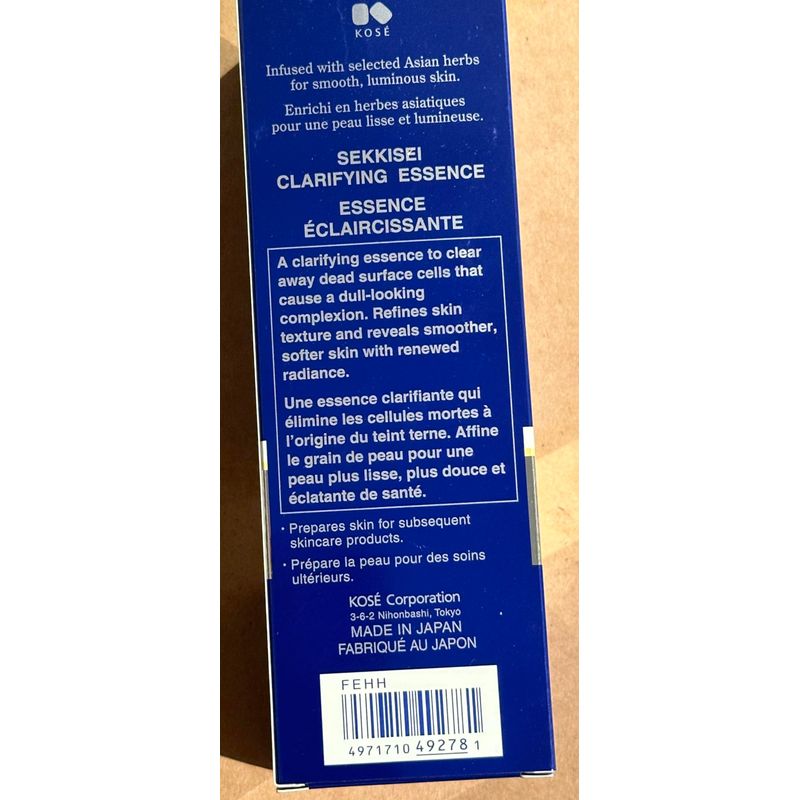 KOSÉ
Infused with selected Asian herbs
for smooth, luminous skin.
Enrichi en herbes asiatiques
pour une peau lisse et lumineuse.
SEKKISEI
CLARIFYING ESSENCE
ESSENCE
ÉCLAIRCISSANTE
A clarifying essence to clear
away dead surface cells that
cause a dull-looking
complexion. Refines skin
texture and reveals smoother,
softer skin with renewed
radiance.
Une essence clarifiante qui
élimine les cellules mortes à
l'origine du teint terne. Affine
le grain de peau pour une
peau plus lisse, plus douce et
éclatante de santé.
· Prepares skin for subsequent
skincare products.
· Prépare la peau pour des soins
ultérieurs.
KOSÉ Corporation
3-6-2 Nihonbashi, Tokyo
MADE IN JAPAN
FABRIQUÉ AU JAPON
FEHH
4971710 49278 1